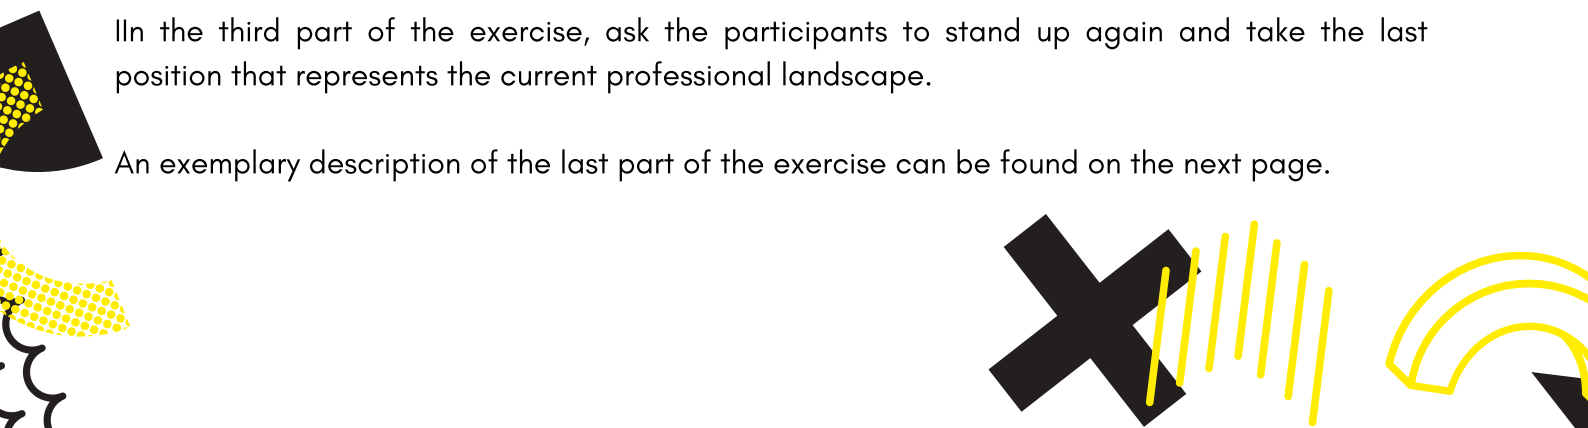 IIn the third part of the exercise, ask the participants to stand up again and take the last
position that represents the current professional landscape.
An exemplary description of the last part of the exercise can be found on the next page.